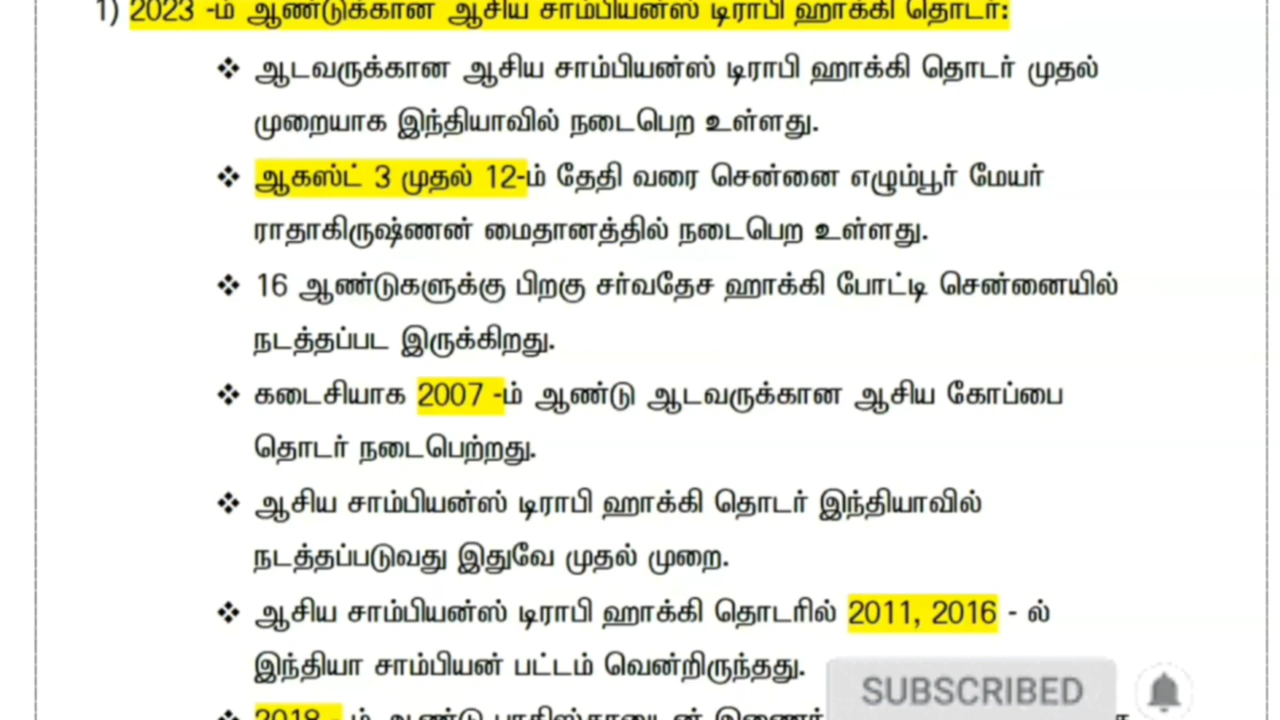 1) 2023 -ம் ஆண்டுக்கான ஆசிய சாம்பியன்ஸ் டிராபி ஹாக்கி தொடர்:
❖ ஆடவருக்கான ஆசிய சாம்பியன்ஸ் டிராபி ஹாக்கி தொடர் முதல்
முறையாக இந்தியாவில் நடைபெற உள்ளது.
❖ ஆகஸ்ட் 3 முதல் 12-ம் தேதி வரை சென்னை எழும்பூர் மேயர்
ராதாகிருஷ்ணன் மைதானத்தில் நடைபெற உள்ளது.
❖ 16 ஆண்டுகளுக்கு பிறகு சர்வதேச ஹாக்கி போட்டி சென்னையில்
நடத்தப்பட இருக்கிறது.
❖ கடைசியாக 2007 -ம் ஆண்டு ஆடவருக்கான ஆசிய கோப்பை
தொடர் நடைபெற்றது.
❖ ஆசிய சாம்பியன்ஸ் டிராபி ஹாக்கி தொடர் இந்தியாவில்
நடத்தப்படுவது இதுவே முதல் முறை.
❖ ஆசிய சாம்பியன்ஸ் டிராபி ஹாக்கி தொடரில் 2011, 2016 - ல்
இந்தியா சாம்பியன் பட்டம் வென்றிருந்தது.
SUBSCRIBED
❖ 2018 - ம் ஆண்டு